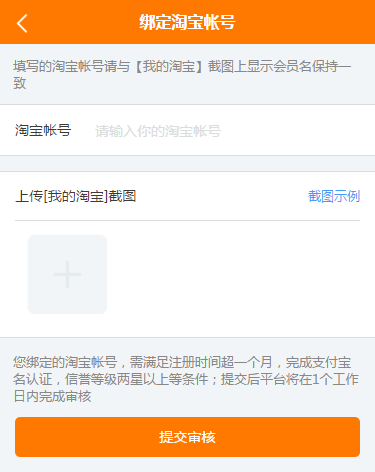 绑定淘宝帐号
填写的淘宝帐号请与【我的淘宝】截图上显示会员名保持一
致
淘宝帐号 请输入你的淘宝帐号
上传[我的淘宝]截图 截图示例
您绑定的淘宝帐号，需满足注册时间超一个月，完成支付宝
名认证，信誉等级两星以上等条件；提交后平台将在1个工作
日内完成审核
提交审核